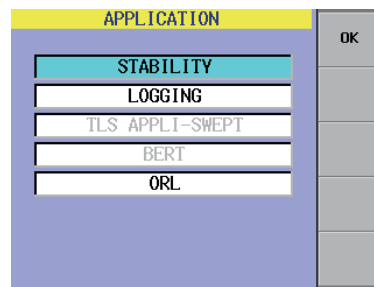 APPLICATION
OK
STABILITY
LOGGING
TLS APPLI-SWEPT
BERT
ORL